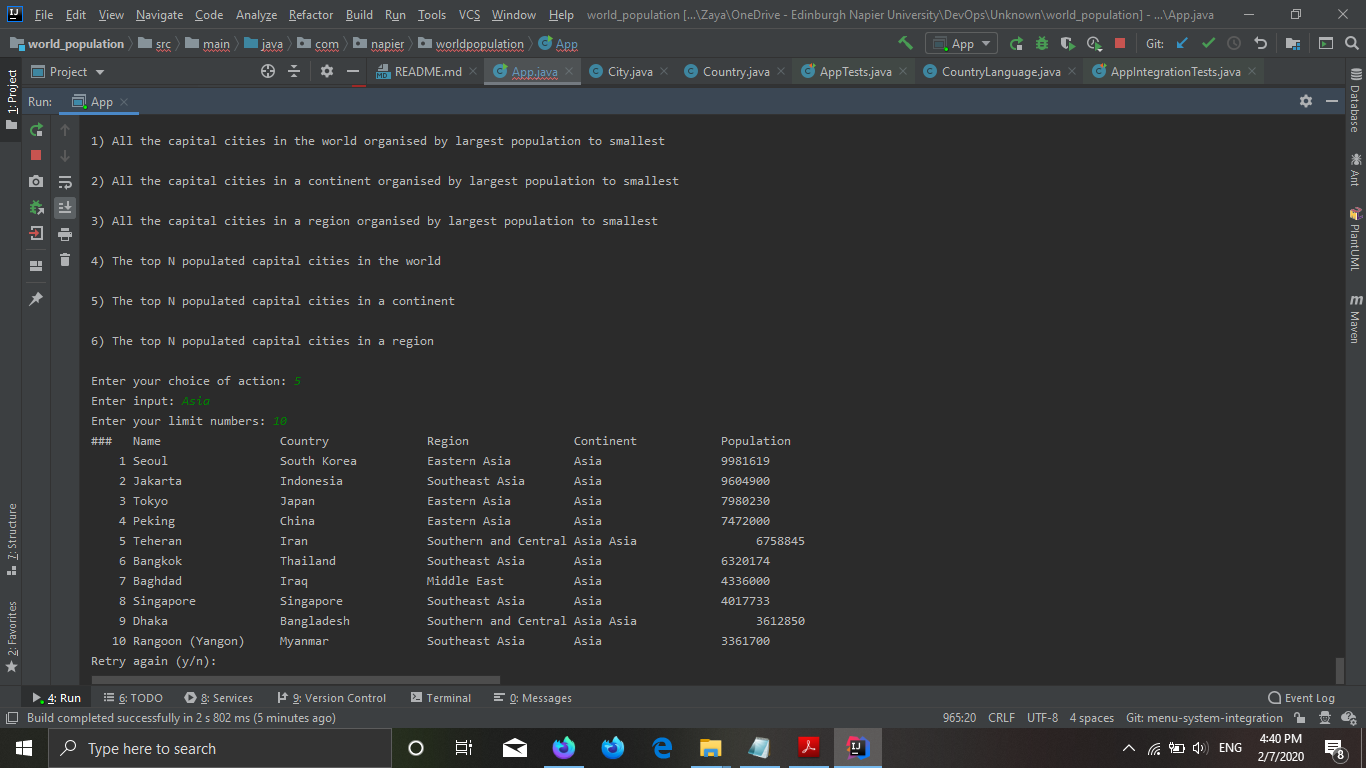 File Edit View Navigate Code Analyze Refactor Build Run Tools VCS Window Help world_population [...\Zaya\OneDrive - Edinburgh Napier University\DevOps\Unknown\world_population] - ...\App.java
world_population src main java com napier worldpopulation App App Git:
Project README.md App.java City.java Country.java AppTests.java CountryLanguage.java AppIntegrationTests.java
1: Project
Run: App
1) All the capital cities in the world organised by largest population to smallest
2) All the capital cities in a continent organised by largest population to smallest
3) All the capital cities in a region organised by largest population to smallest
4) The top N populated capital cities in the world
5) The top N populated capital cities in a continent
6) The top N populated capital cities in a region
Enter your choice of action: 5
Enter input: Asia
Enter your limit numbers: 10
### Name Country Region Continent Population
1 Seoul South Korea Eastern Asia Asia 9981619
2 Jakarta Indonesia Southeast Asia Asia 9604900
3 Tokyo Japan Eastern Asia Asia 7980230
4 Peking China Eastern Asia Asia 7472000
5 Teheran Iran Southern and Central Asia Asia 6758845
6 Bangkok Thailand Southeast Asia Asia 6320174
7 Baghdad Iraq Middle East Asia 4336000
8 Singapore Singapore Southeast Asia Asia 4017733
9 Dhaka Bangladesh Southern and Central Asia Asia 3612850
10 Rangoon (Yangon) Myanmar Southeast Asia Asia 3361700
Retry again (y/n):
7: Structure
2: Favorites
Database
Ant
PlantUML
m Maven
4: Run 6: TODO 8: Services 9: Version Control Terminal 0: Messages Event Log
Build completed successfully in 2 s 802 ms (5 minutes ago) 965:20 CRLF UTF-8 4 spaces Git: menu-system-integration
Type here to search ENG 4:40 PM
2/7/2020 8